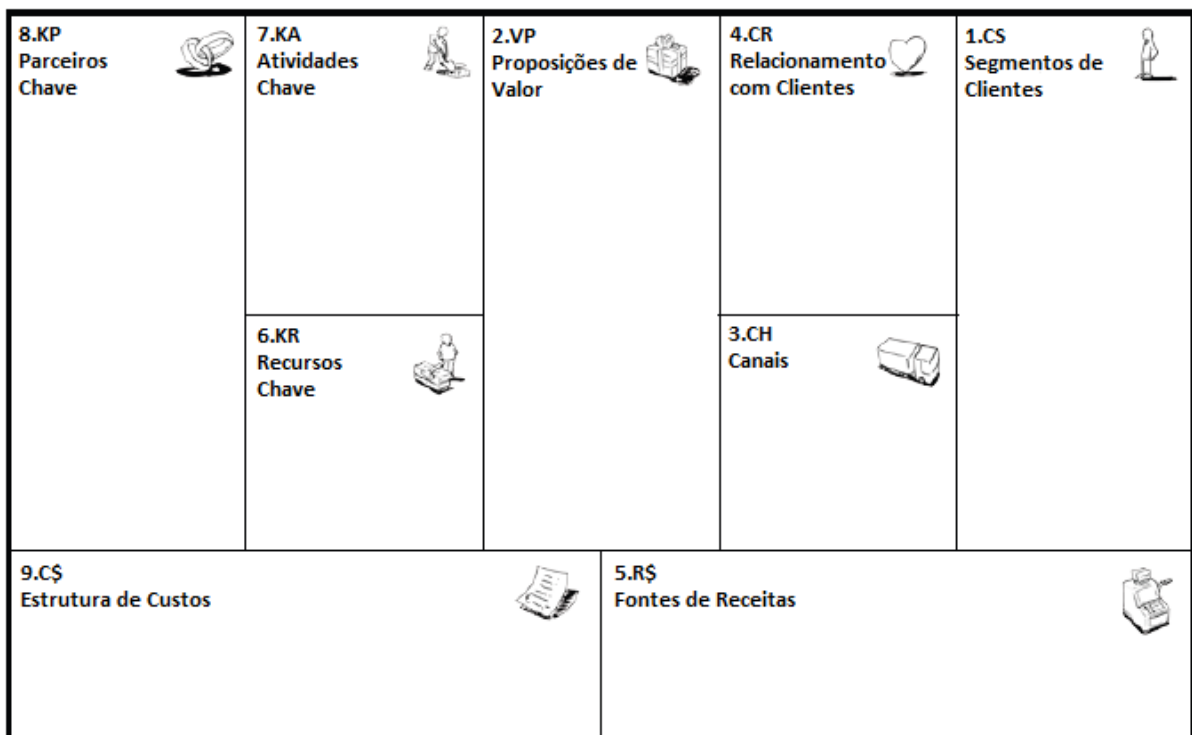 8.KP
Parceiros
Chave
7.KA
Atividades
Chave
6.KR
Recursos
Chave
2.VP
Proposições de
Valor
4.CR
Relacionamento
com Clientes
3.CH
Canais
1.CS
Segmentos de
Clientes
9.C$
Estrutura de Custos
5.R$
Fontes de Receitas